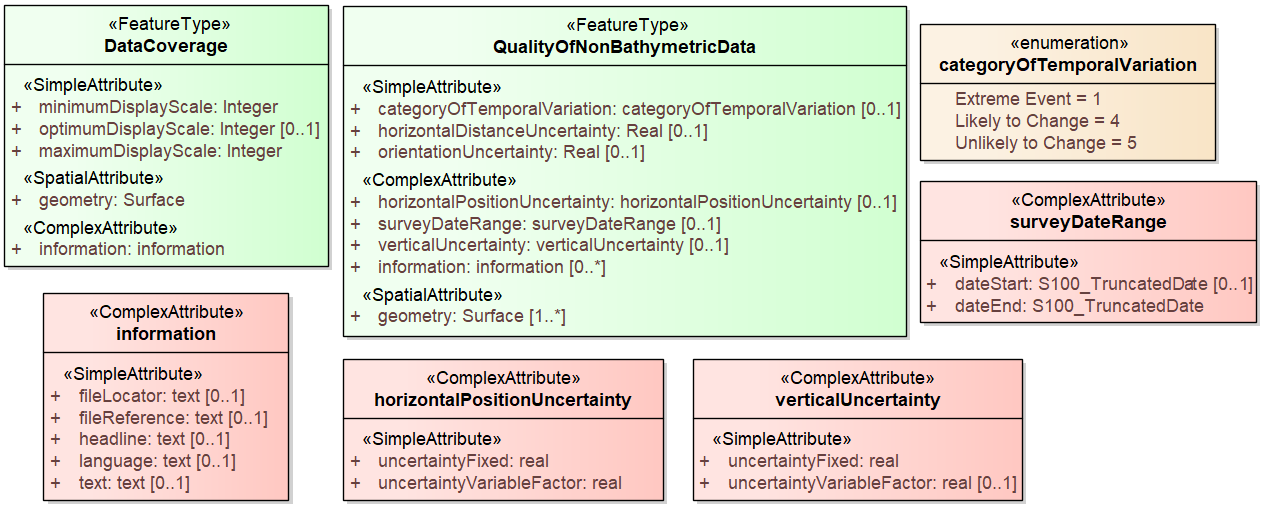 «FeatureType»
DataCoverage
«SimpleAttribute»
+ minimumDisplayScale: Integer
+ optimumDisplayScale: Integer [0..1]
+ maximumDisplayScale: Integer
«SpatialAttribute»
+ geometry: Surface
«ComplexAttribute»
+ information: information
«FeatureType»
QualityOfNonBathymetricData
«SimpleAttribute»
+ categoryOfTemporalVariation: categoryOfTemporalVariation [0..1]
+ horizontalDistanceUncertainty: Real [0..1]
+ orientationUncertainty: Real [0..1]
«ComplexAttribute»
+ horizontalPositionUncertainty: horizontalPositionUncertainty [0..1]
+ surveyDateRange: surveyDateRange [0..1]
+ verticalUncertainty: verticalUncertainty [0..1]
+ information: information [0..*]
«SpatialAttribute»
+ geometry: Surface [1..*]
«enumeration»
categoryOfTemporalVariation
Extreme Event = 1
Likely to Change = 4
Unlikely to Change = 5
«ComplexAttribute»
surveyDateRange
«SimpleAttribute»
+ dateStart: S100_TruncatedDate [0..1]
+ dateEnd: S100_TruncatedDate
«ComplexAttribute»
information
«SimpleAttribute»
+ fileLocator: text [0..1]
+ fileReference: text [0..1]
+ headline: text [0..1]
+ language: text [0..1]
+ text: text [0..1]
«ComplexAttribute»
horizontalPositionUncertainty
«SimpleAttribute»
+ uncertaintyFixed: real
+ uncertaintyVariableFactor: real
«ComplexAttribute»
verticalUncertainty
«SimpleAttribute»
+ uncertaintyFixed: real
+ uncertaintyVariableFactor: real [0..1]